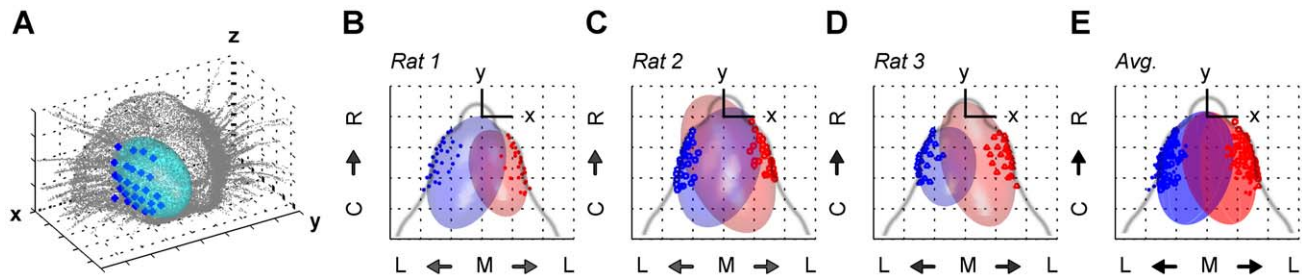 A
B
C
D
E
z
x
y
Rat 1
Rat 2
Rat 3
Avg.
y
x
y
x
y
x
y
x
C → R
C → R
C → R
C → R
L ← M → L
L ← M → L
L ← M → L
L ← M → L